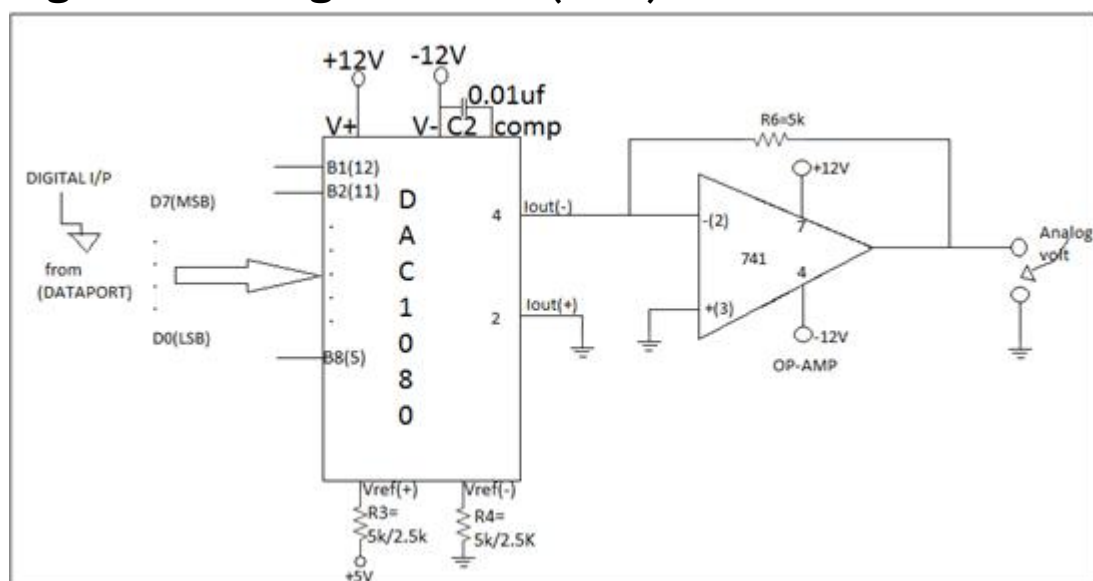 +12V
-12V
0.01uf
V+
V-
C2
comp
R6=5k
DIGITAL I/P
D7(MSB)
B1(12)
B2(11)
from
(DATAPORT)
D0(LSB)
B8(5)
D
A
C
1
0
8
0
4
Iout(-)
2
Iout(+)
-(2)
+(3)
741
+12V
7
4
-12V
OP-AMP
Analog
volt
Vref(+)
Vref(-)
R3=
5k/2.5k
R4=
5k/2.5K
+5V